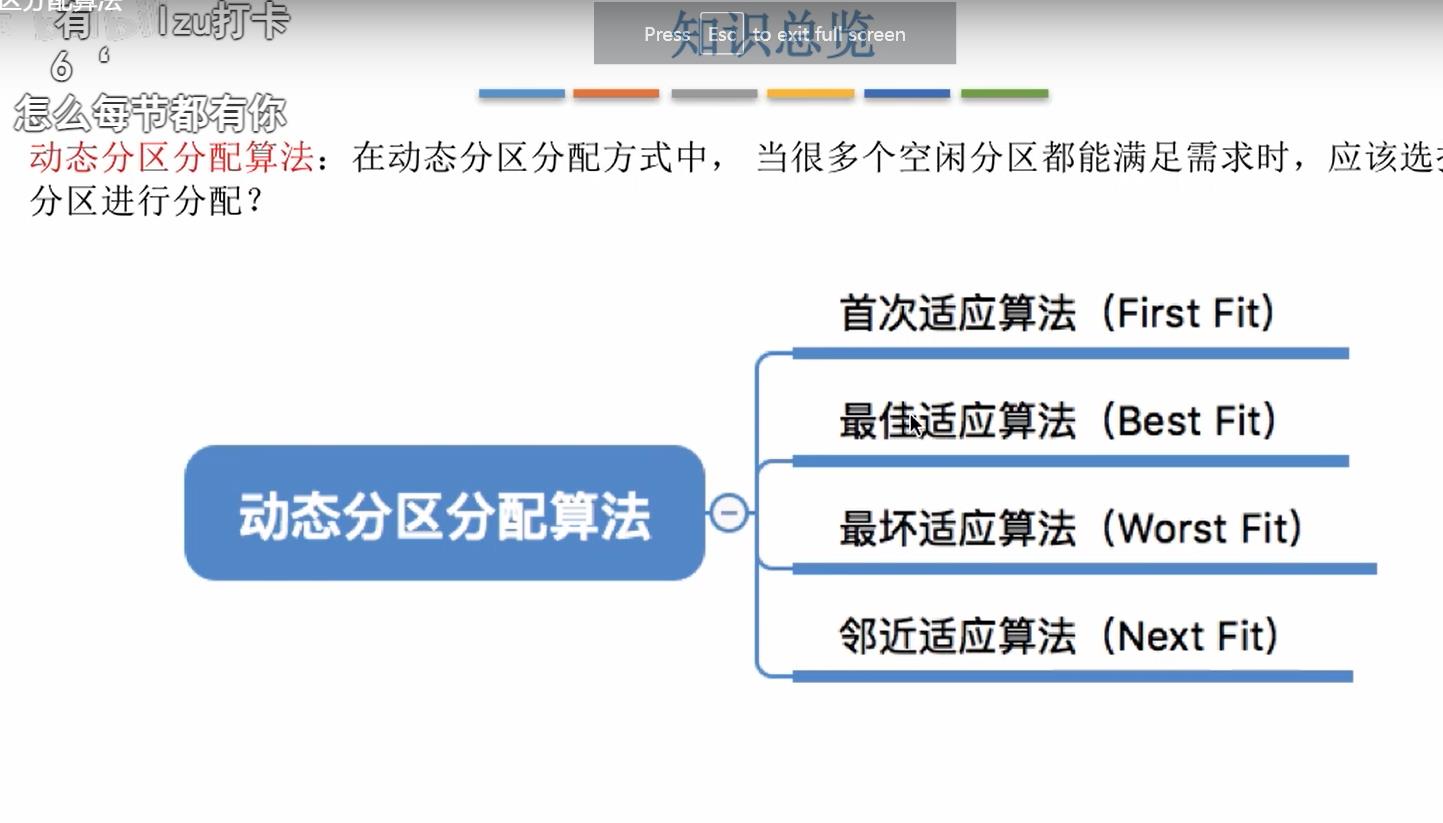 区分配算法
有 lzu打卡
知识总览
Press Esc to exit full screen
6 ‘
怎么每节都有你
动态分区分配算法：在动态分区分配方式中， 当很多个空闲分区都能满足需求时，应该选
分区进行分配？
首次适应算法（First Fit）
最佳适应算法（Best Fit）
动态分区分配算法
最坏适应算法（Worst Fit）
邻近适应算法（Next Fit）